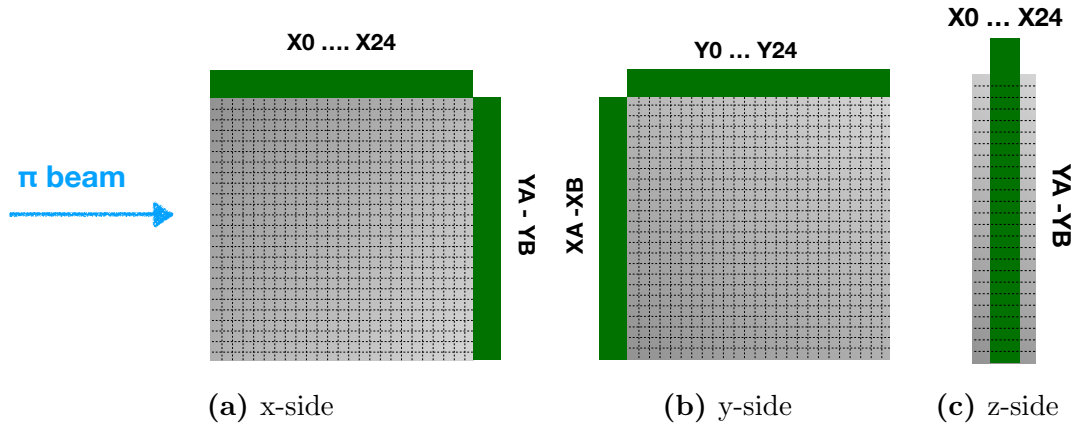 X0 .... X24
Y0 ... Y24
X0 ... X24
π beam
YA - YB
XA -XB
YA -YB
(a) x-side
(b) y-side
(c) z-side